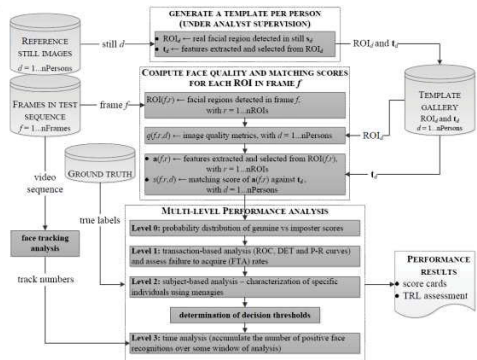 GENERATE A TEMPLATE PER PERSON
(UNDER ANALYST SUPERVISION)
REFERENCE
STILL IMAGES
d = 1...nPersons
still d
• ROId ← real facial region detected in still sd
• td ← features extracted and selected from ROId
ROId and td
COMPUTE FACE QUALITY AND MATCHING SCORES
FOR EACH ROI IN FRAME f
FRAMES IN TEST
SEQUENCE
f = 1...nFrames
frame f
ROI(f,r) ← facial regions detected in frame f,
with r = 1...nROIs
TEMPLATE
GALLERY
ROId and td
d = 1...nPersons
q(f,r,d) ← image quality metrics, with d = 1...nPersons
ROId
• a(f,r) ← features extracted and selected from ROI(f,r),
with r = 1...nROIs
• s(f,r,d) ← matching score of a(f,r) against td,
with d = 1...nPersons
td
video
sequence
GROUND TRUTH
true labels
MULTI-LEVEL PERFORMANCE ANALYSIS
Level 0: probability distribution of genuine vs imposter scores
face tracking
analysis
Level 1: transaction-based analysis (ROC, DET and P-R curves)
and assess failure to acquire (FTA) rates
Level 2: subject-based analysis – characterization of specific
individuals using menagies
PERFORMANCE
RESULTS
• score cards
• TRL assessment
track numbers
determination of decision thresholds
Level 3: time analysis (accumulate the number of positive face
recognitions over some window of analysis)